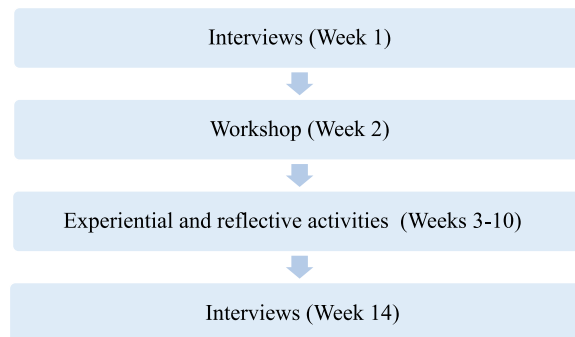 Interviews (Week 1)
Workshop (Week 2)
Experiential and reflective activities (Weeks 3-10)
Interviews (Week 14)